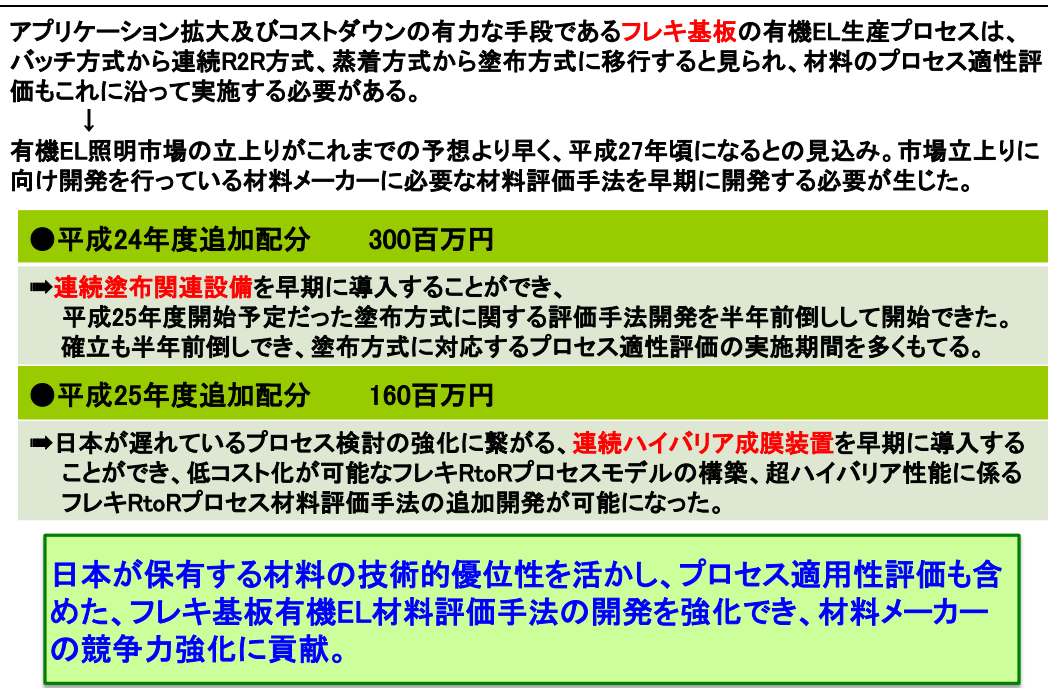 アプリケーション拡大及びコストダウンの有力な手段であるフレキ基板の有機EL生産プロセスは、
バッチ方式から連続R2R方式、蒸着方式から塗布方式に移行すると見られ、材料のプロセス適性評
価もこれに沿って実施する必要がある。
↓
有機EL照明市場の立上りがこれまでの予想より早く、平成27年頃になるとの見込み。市場立上りに
向け開発を行っている材料メーカーに必要な材料評価手法を早期に開発する必要が生じた。
●平成24年度追加配分　　300百万円
➡連続塗布関連設備を早期に導入することができ、
平成25年度開始予定だった塗布方式に関する評価手法開発を半年前倒しして開始できた。
確立も半年前倒しでき、塗布方式に対応するプロセス適性評価の実施期間を多くもてる。
●平成25年度追加配分　　160百万円
➡日本が遅れているプロセス検討の強化に繋がる、連続ハイバリア成膜装置を早期に導入する
ことができ、低コスト化が可能なフレキRtoRプロセスモデルの構築、超ハイバリア性能に係る
フレキRtoRプロセス材料評価手法の追加開発が可能になった。
日本が保有する材料の技術的優位性を活かし、プロセス適用性評価も含
めた、フレキ基板有機EL材料評価手法の開発を強化でき、材料メーカー
の競争力強化に貢献。